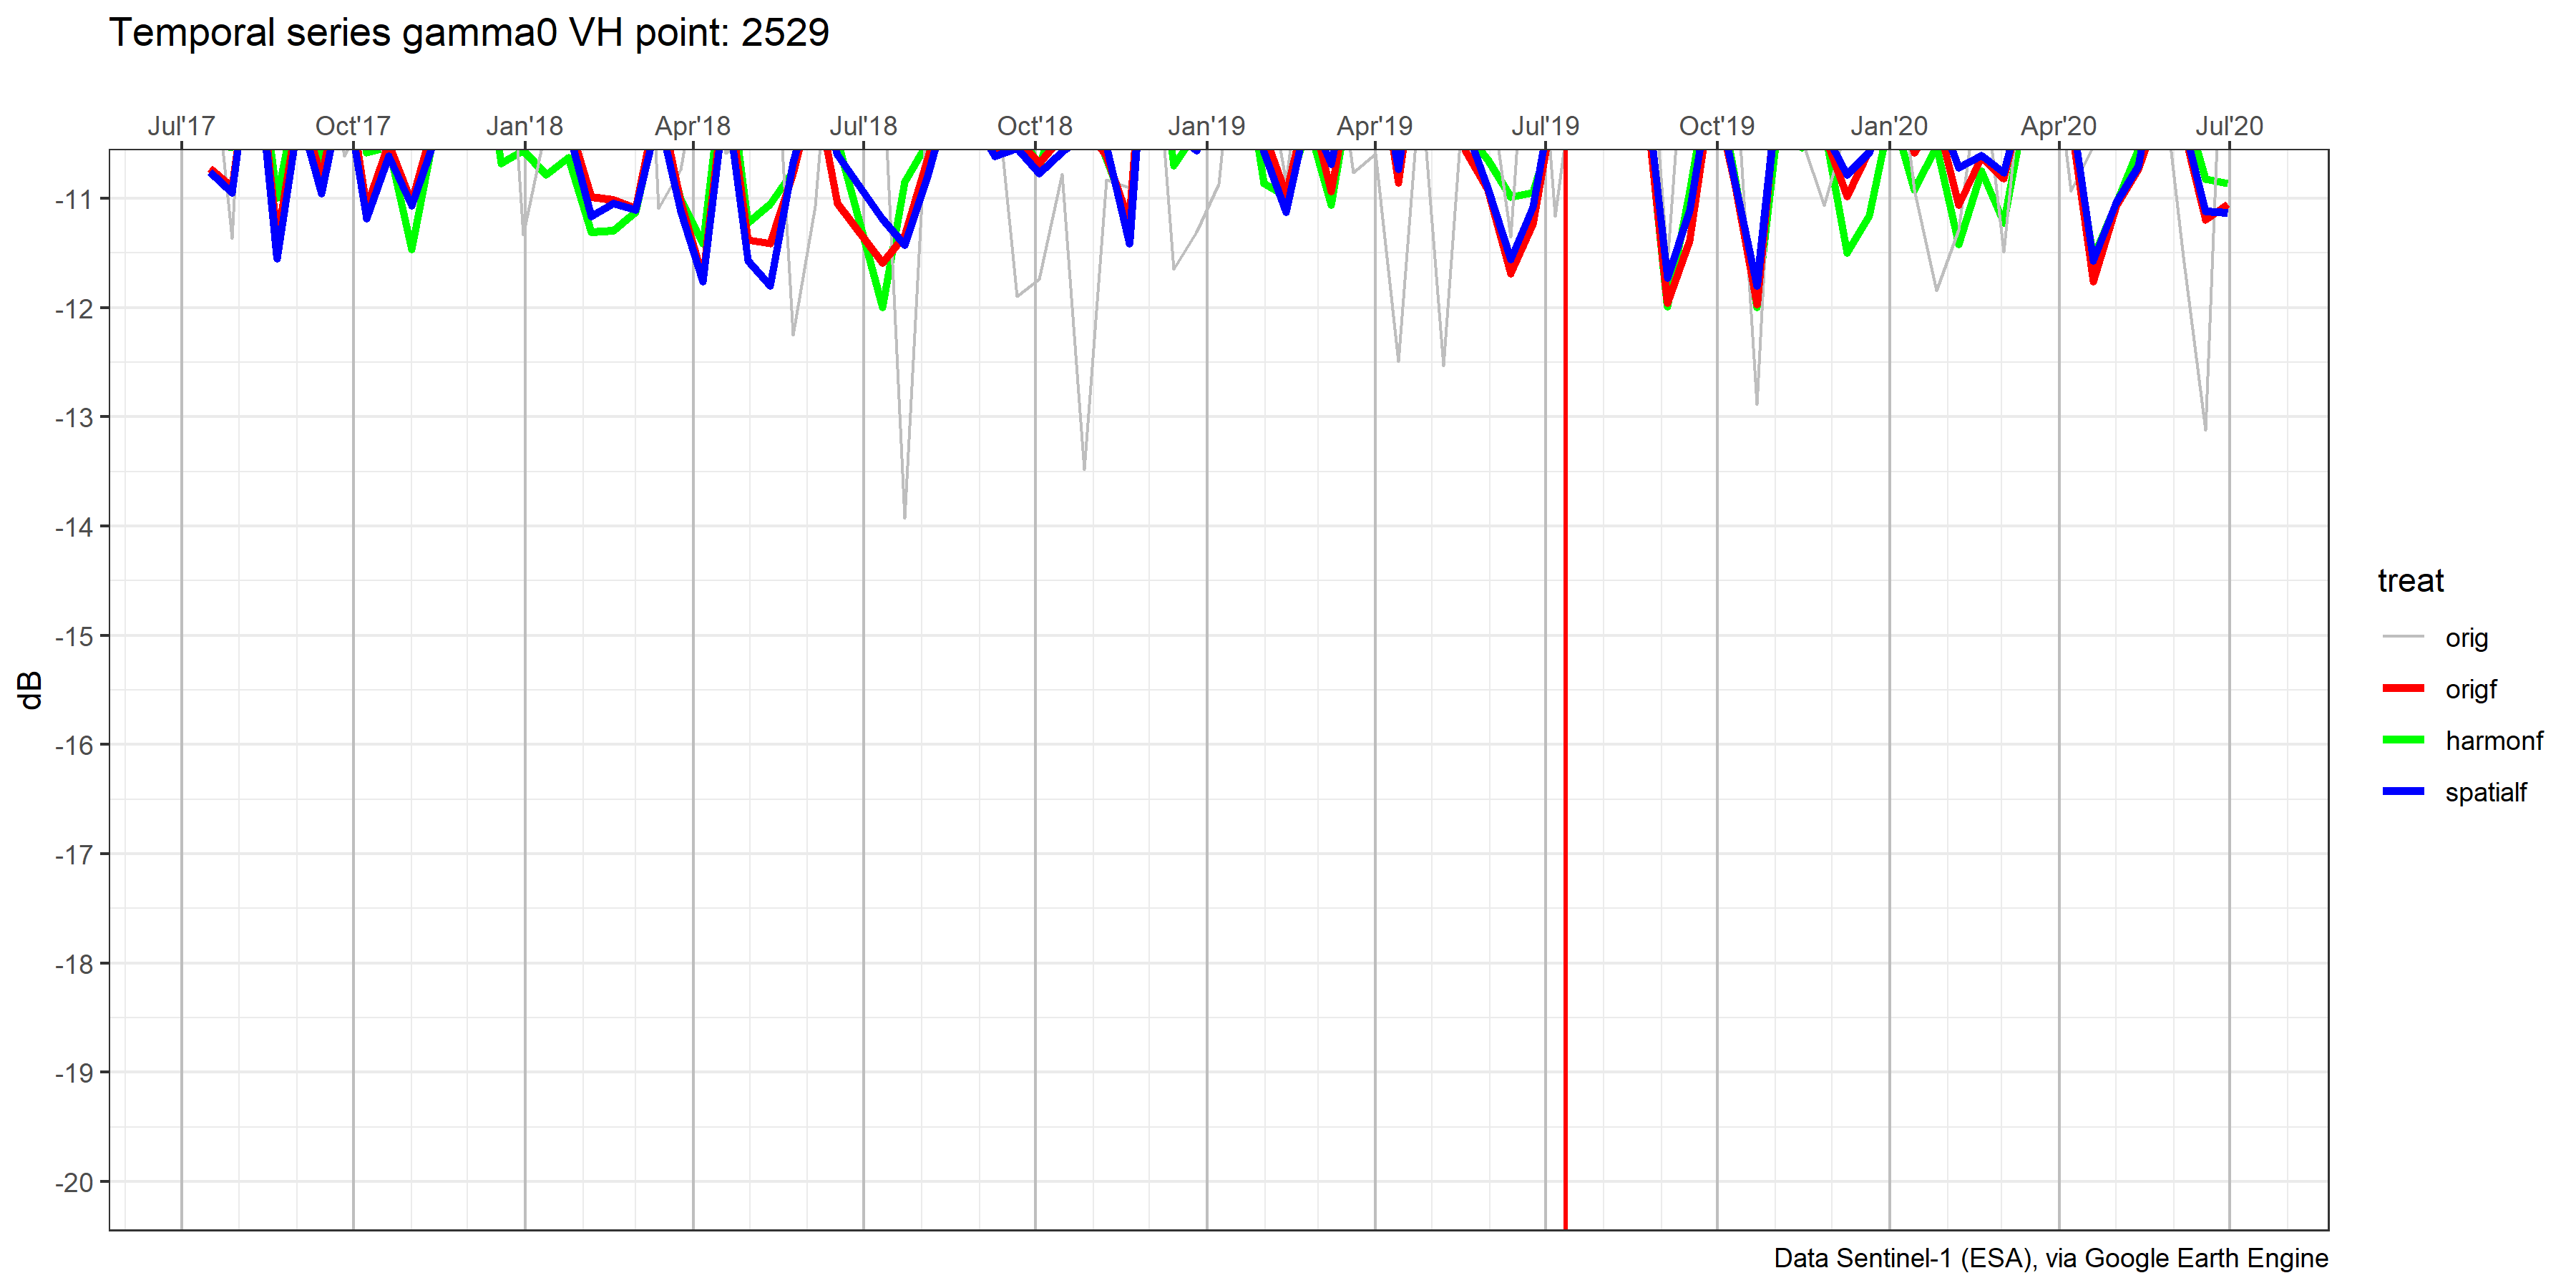 Temporal series gamma0 VH point: 2529
Jul'17 Oct'17 Jan'18 Apr'18 Jul'18 Oct'18 Jan'19 Apr'19 Jul'19 Oct'19 Jan'20 Apr'20 Jul'20
-11
-12
-13
-14
-15
-16
-17
-18
-19
-20
dB
treat
orig
origf
harmonf
spatialf
Data Sentinel-1 (ESA), via Google Earth Engine